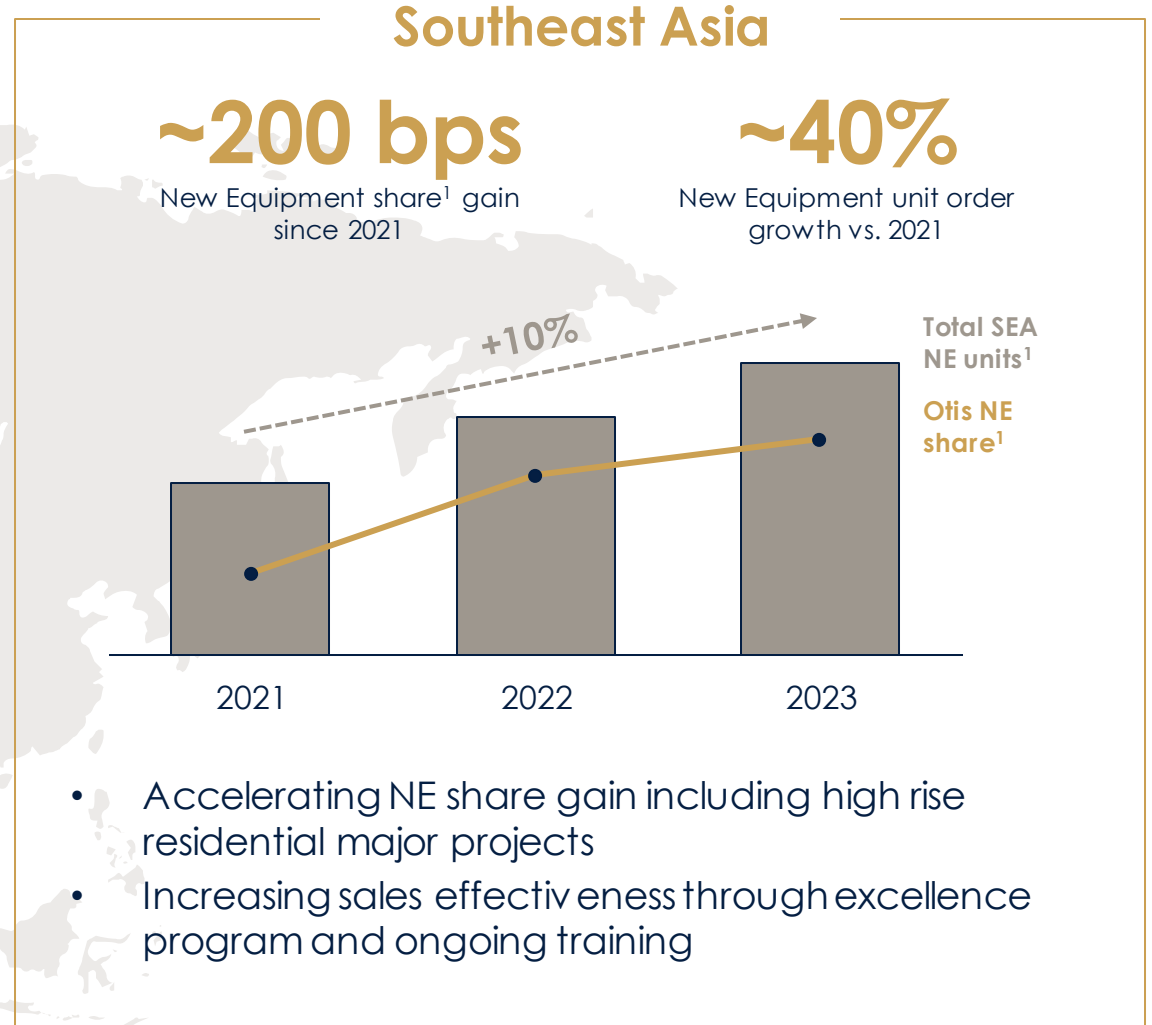 Southeast Asia
~200 bps
New Equipment share¹ gain
since 2021
~40%
New Equipment unit order
growth vs. 2021
+10%
Total SEA
NE units¹
Otis NE
share¹
2021
2022
2023
• Accelerating NE share gain including high rise
residential major projects
• Increasing sales effectiv eness through excellence
program and ongoing training